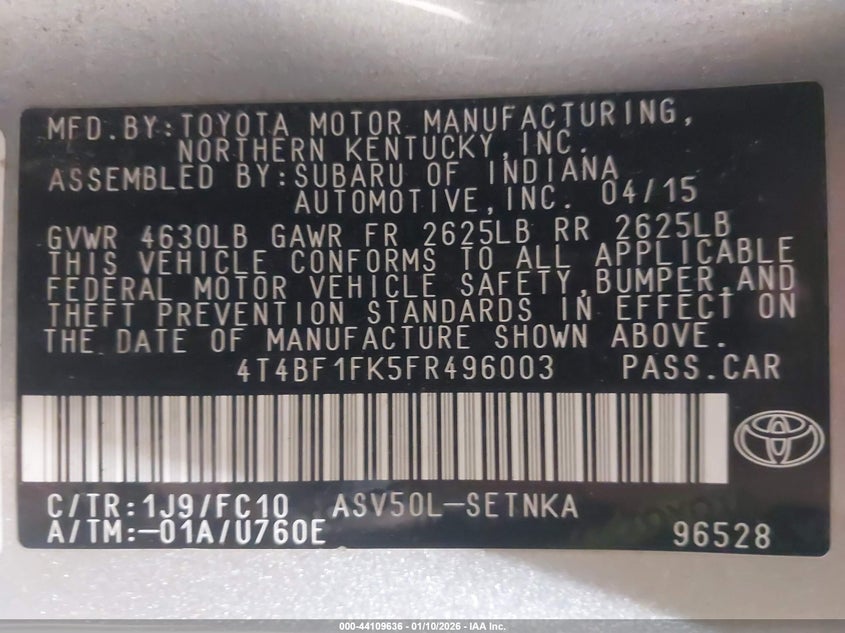 MFD.BY:TOYOTA MOTOR MANUFACTURING,
NORTHERN KENTUCKY,INC.
ASSEMBLED BY:SUBARU OF INDIANA
AUTOMOTIVE,INC. 04/15
GVWR 4630LB GAWR FR 2625LB RR 2625LB
THIS VEHICLE CONFORMS TO ALL APPLICABLE
FEDERAL MOTOR VEHICLE SAFETY,BUMPER,AND
THEFT PREVENTION STANDARDS IN EFFECT ON
THE DATE OF MANUFACTURE SHOWN ABOVE.
4T4BF1FK5FR496003 PASS.CAR
C/TR:1J9/FC10 ASV50L-SETNKA
A/TM:-01A/U760E 96528
000-44109636 - 01/10/2026 - IAA Inc.